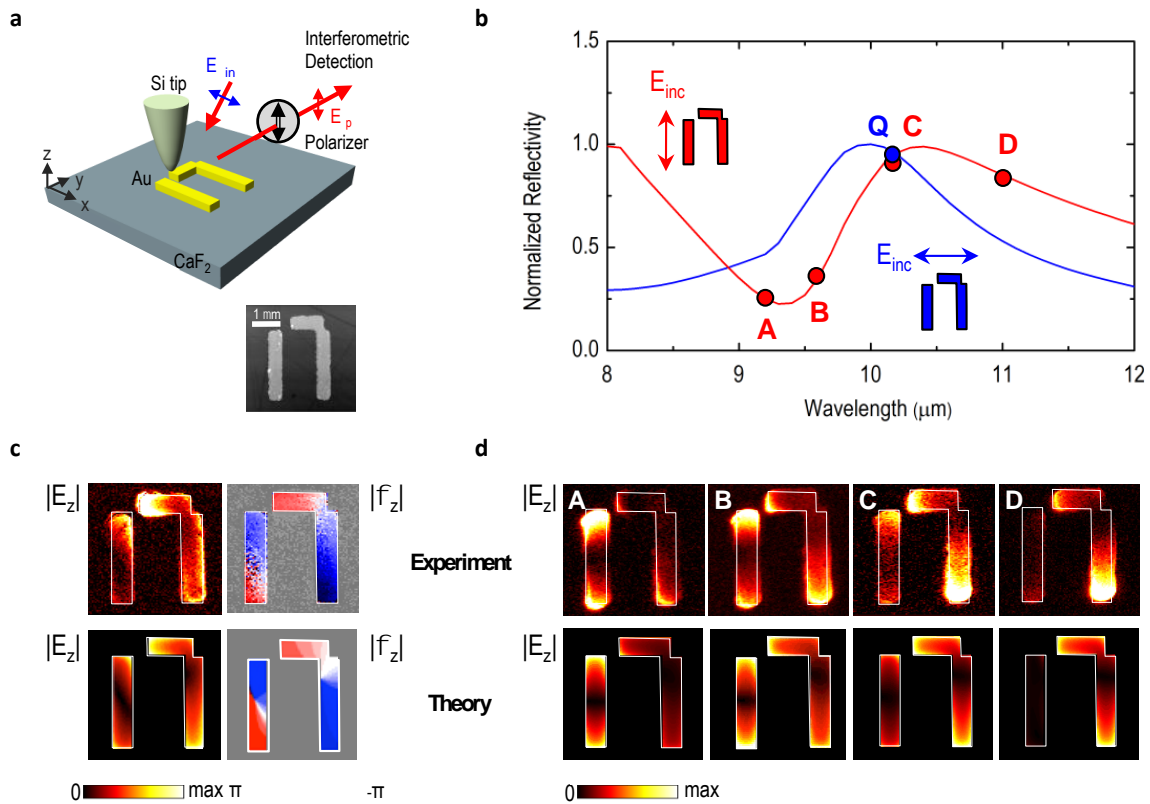 a
E in
Interferometric
Detection
Si tip
E p
Polarizer
Au
z
y
x
CaF2
1 mm
b
Normalized Reflectivity
1.5
1.0
0.5
0.0
8
9
10
11
12
Wavelength (μm)
Einc
Q
C
D
Einc
A
B
c
|Ez|
|fz|
Experiment
|Ez|
|fz|
Theory
0
max π
-π
d
|Ez|
A
B
C
D
|Ez|
0
max